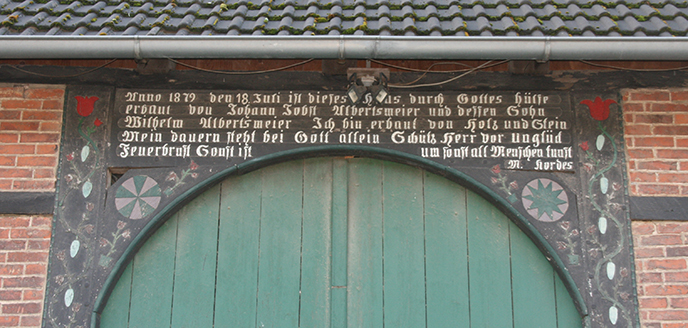 Anno 1879 den 18 Juli ist dieses Haus durch Gottes hülfe
erbaut von Johann Jobst Albertsmeier und dessen Sohn
Wilhelm Albertsmeier Ich bin erbaut von Holz und Stein
Mein dauern steht bei Gott allein Schütz Herr vor unglück
Feuerbrust Sonst ist um sonst all Menschen kunst
M. Kordes